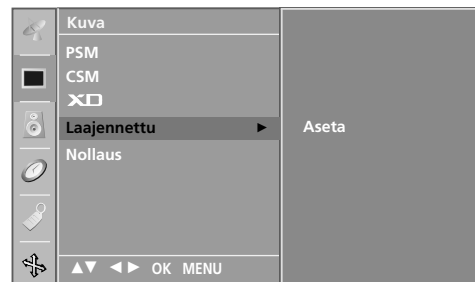 Kuva
PSM
CSM
XD
Laajennettu ► Aseta
Nollaus
▲▼ ◄► OK MENU